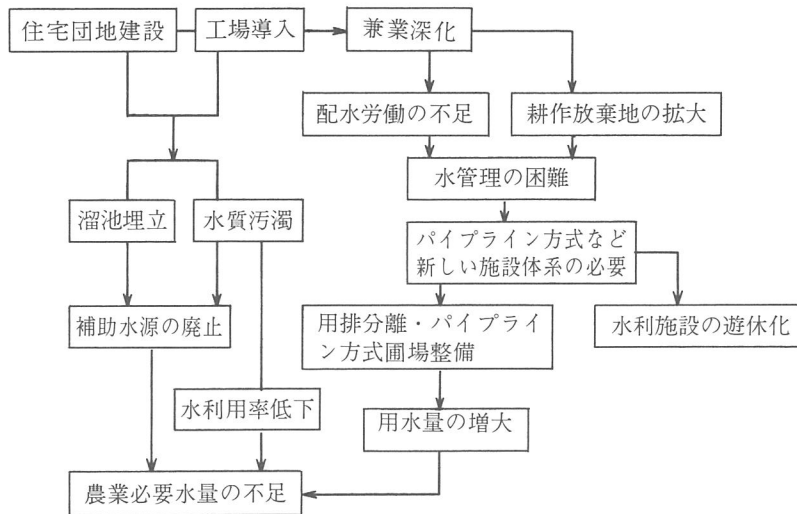 住宅団地建設
工場導入
兼業深化
配水労働の不足
耕作放棄地の拡大
水管理の困難
溜池埋立
水質汚濁
パイプライン方式など
新しい施設体系の必要
補助水源の廃止
用排分離・パイプライ
ン方式圃場整備
水利施設の遊休化
水利用率低下
用水量の増大
農業必要水量の不足